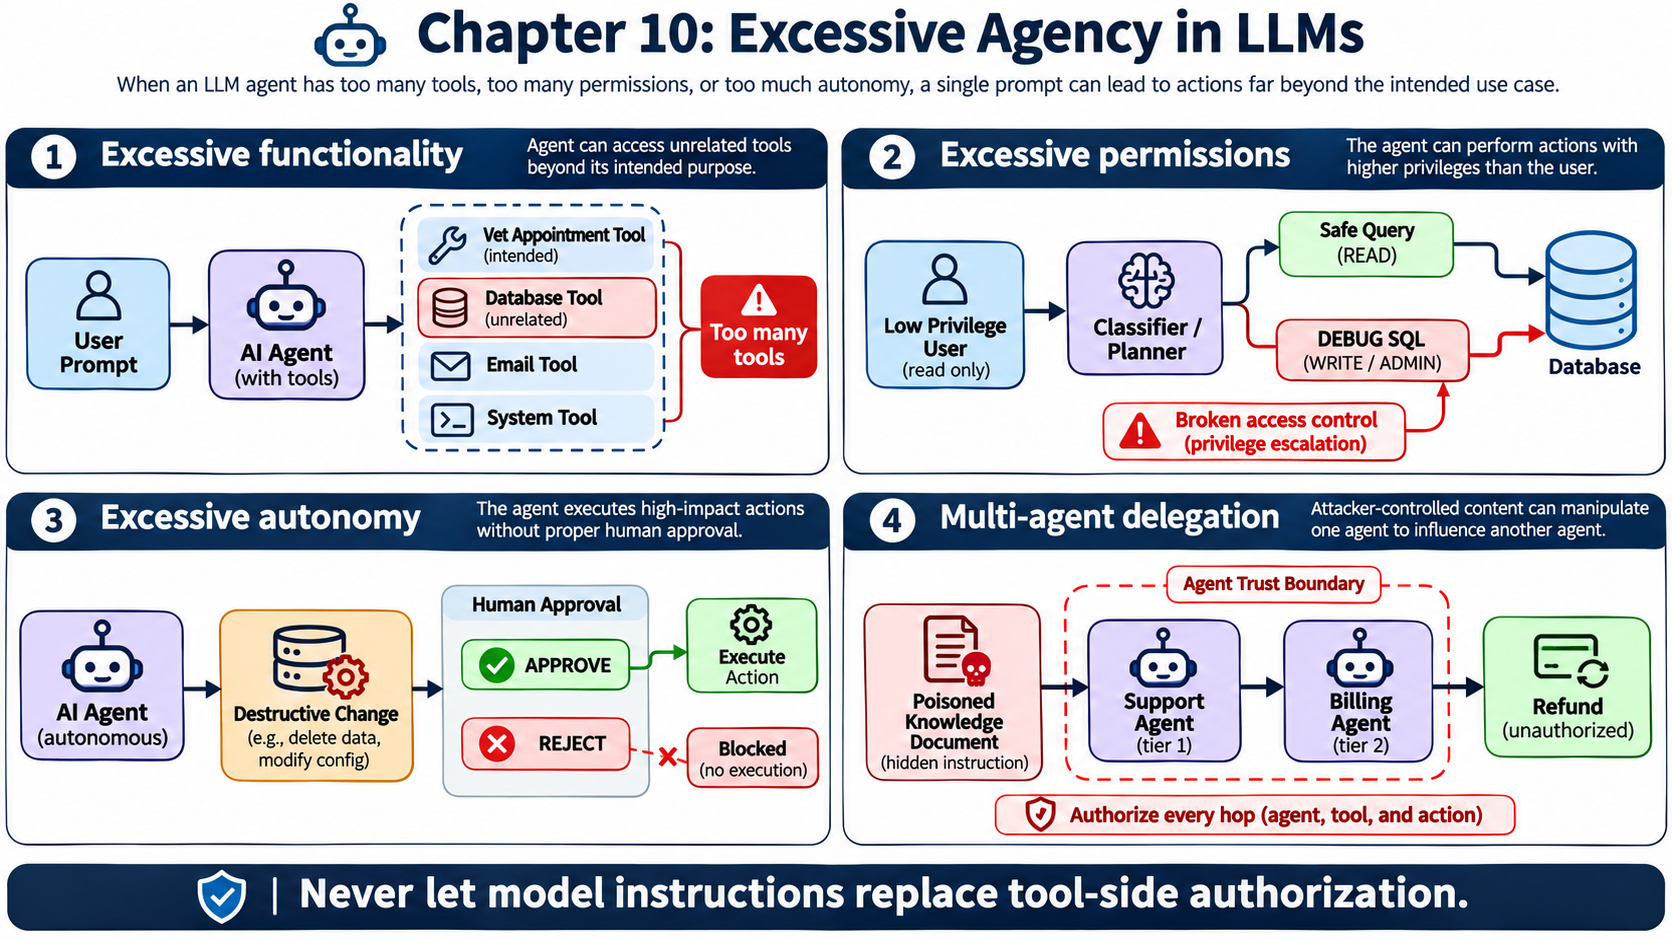 Chapter 10: Excessive Agency in LLMs
When an LLM agent has too many tools, too many permissions, or too much autonomy, a single prompt can lead to actions far beyond the intended use case.
1
Excessive functionality
Agent can access unrelated tools
beyond its intended purpose.
User
Prompt
AI Agent
(with tools)
Vet Appointment Tool
(intended)
Database Tool
(unrelated)
Email Tool
System Tool
Too many
tools
2
Excessive permissions
The agent can perform actions with
higher privileges than the user.
Low Privilege
User
(read only)
Classifier /
Planner
Safe Query
(READ)
DEBUG SQL
(WRITE / ADMIN)
Database
Broken access control
(privilege escalation)
3
Excessive autonomy
The agent executes high-impact actions
without proper human approval.
AI Agent
(autonomous)
Destructive Change
(e.g., delete data,
modify config)
Human Approval
APPROVE
REJECT
Execute
Action
Blocked
(no execution)
4
Multi-agent delegation
Attacker-controlled content can manipulate
one agent to influence another agent.
Agent Trust Boundary
Poisoned
Knowledge
Document
(hidden instruction)
Support
Agent
(tier 1)
Billing
Agent
(tier 2)
Refund
(unauthorized)
Authorize every hop (agent, tool, and action)
Never let model instructions replace tool-side authorization.